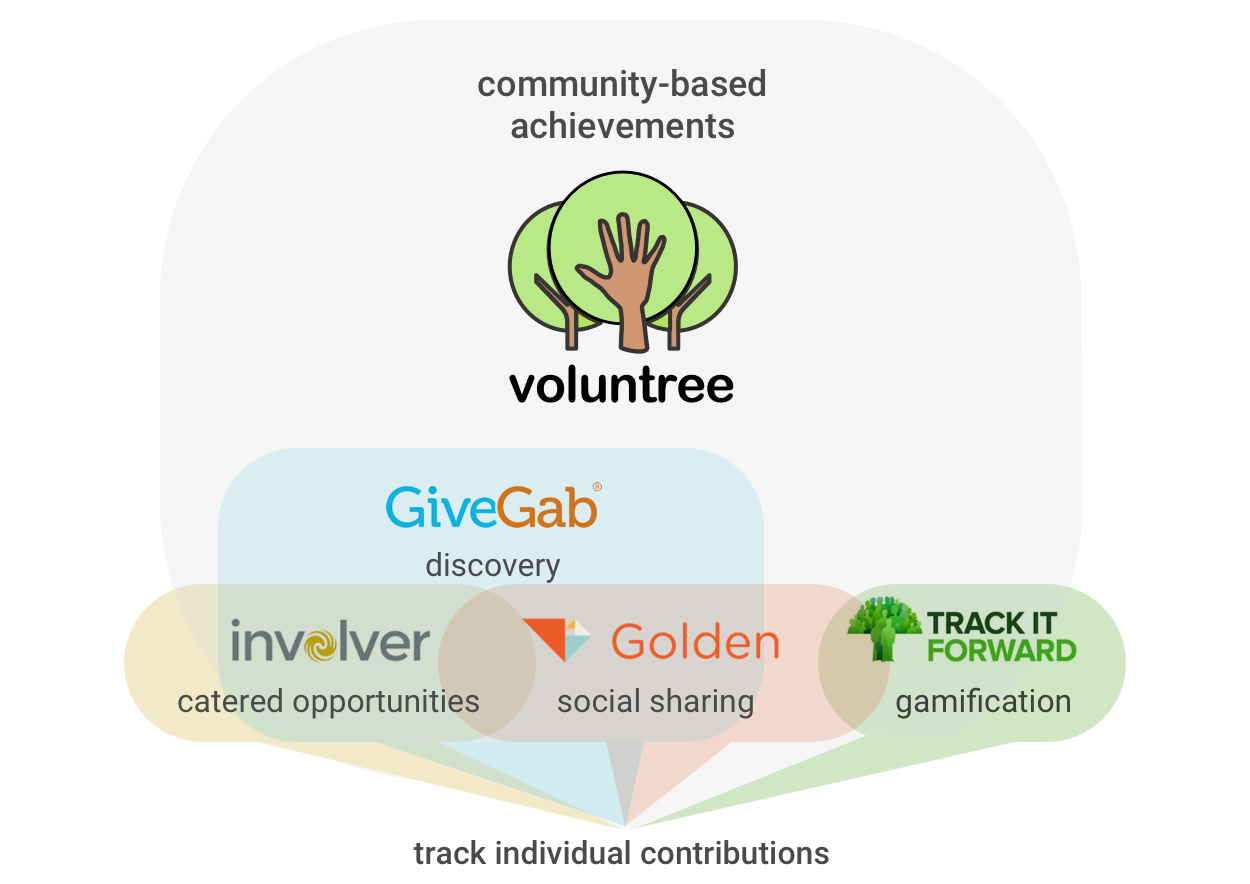 community-based
achievements
voluntree
GiveGab®
discovery
involver
Golden
TRACK IT
FORWARD
catered opportunities
social sharing
gamification
track individual contributions